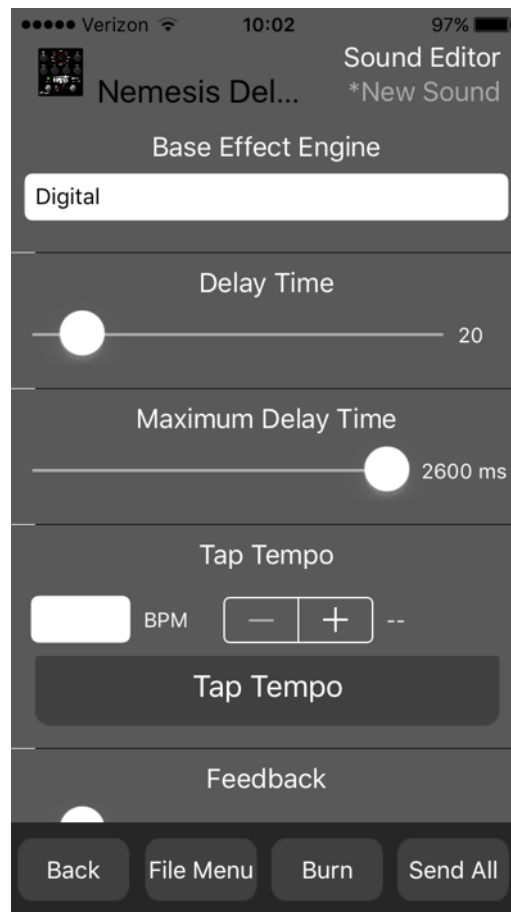 Verizon 10:02 97%
Sound Editor
Nemesis Del... *New Sound
Base Effect Engine
Digital
Delay Time
20
Maximum Delay Time
2600 ms
Tap Tempo
BPM − + --
Tap Tempo
Feedback
Back File Menu Burn Send All